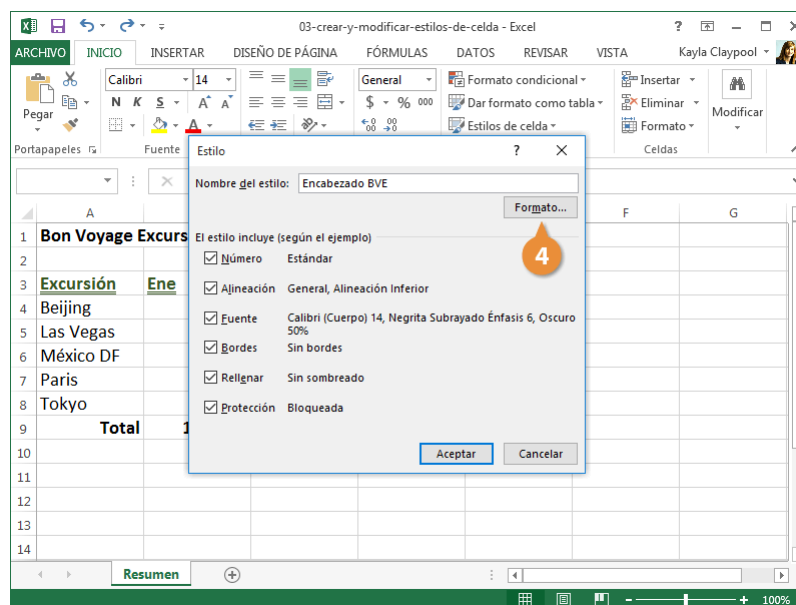 03-crear-y-modificar-estilos-de-celda - Excel
ARCHIVO INICIO INSERTAR DISEÑO DE PÁGINA FÓRMULAS DATOS REVISAR VISTA Kayla Claypool
Calibri 14 General Formato condicional Insertar
Pegar N K S A A $ % 000 Dar formato como tabla Eliminar Modificar
A Estilos de celda Formato
Portapapeles Fuente Celdas
Estilo ? ×
Nombre del estilo: Encabezado BVE
Formato...
El estilo incluye (según el ejemplo)
4
Número Estándar
Alineación General, Alineación Inferior
Fuente Calibri (Cuerpo) 14, Negrita Subrayado Énfasis 6, Oscuro
50%
Bordes Sin bordes
Rellenar Sin sombreado
Protección Bloqueada
Aceptar Cancelar
A F G
1 Bon Voyage Excurs
2
3 Excursión Ene
4 Beijing
5 Las Vegas
6 México DF
7 Paris
8 Tokyo
9 Total 1
10
11
12
13
14
Resumen
100%